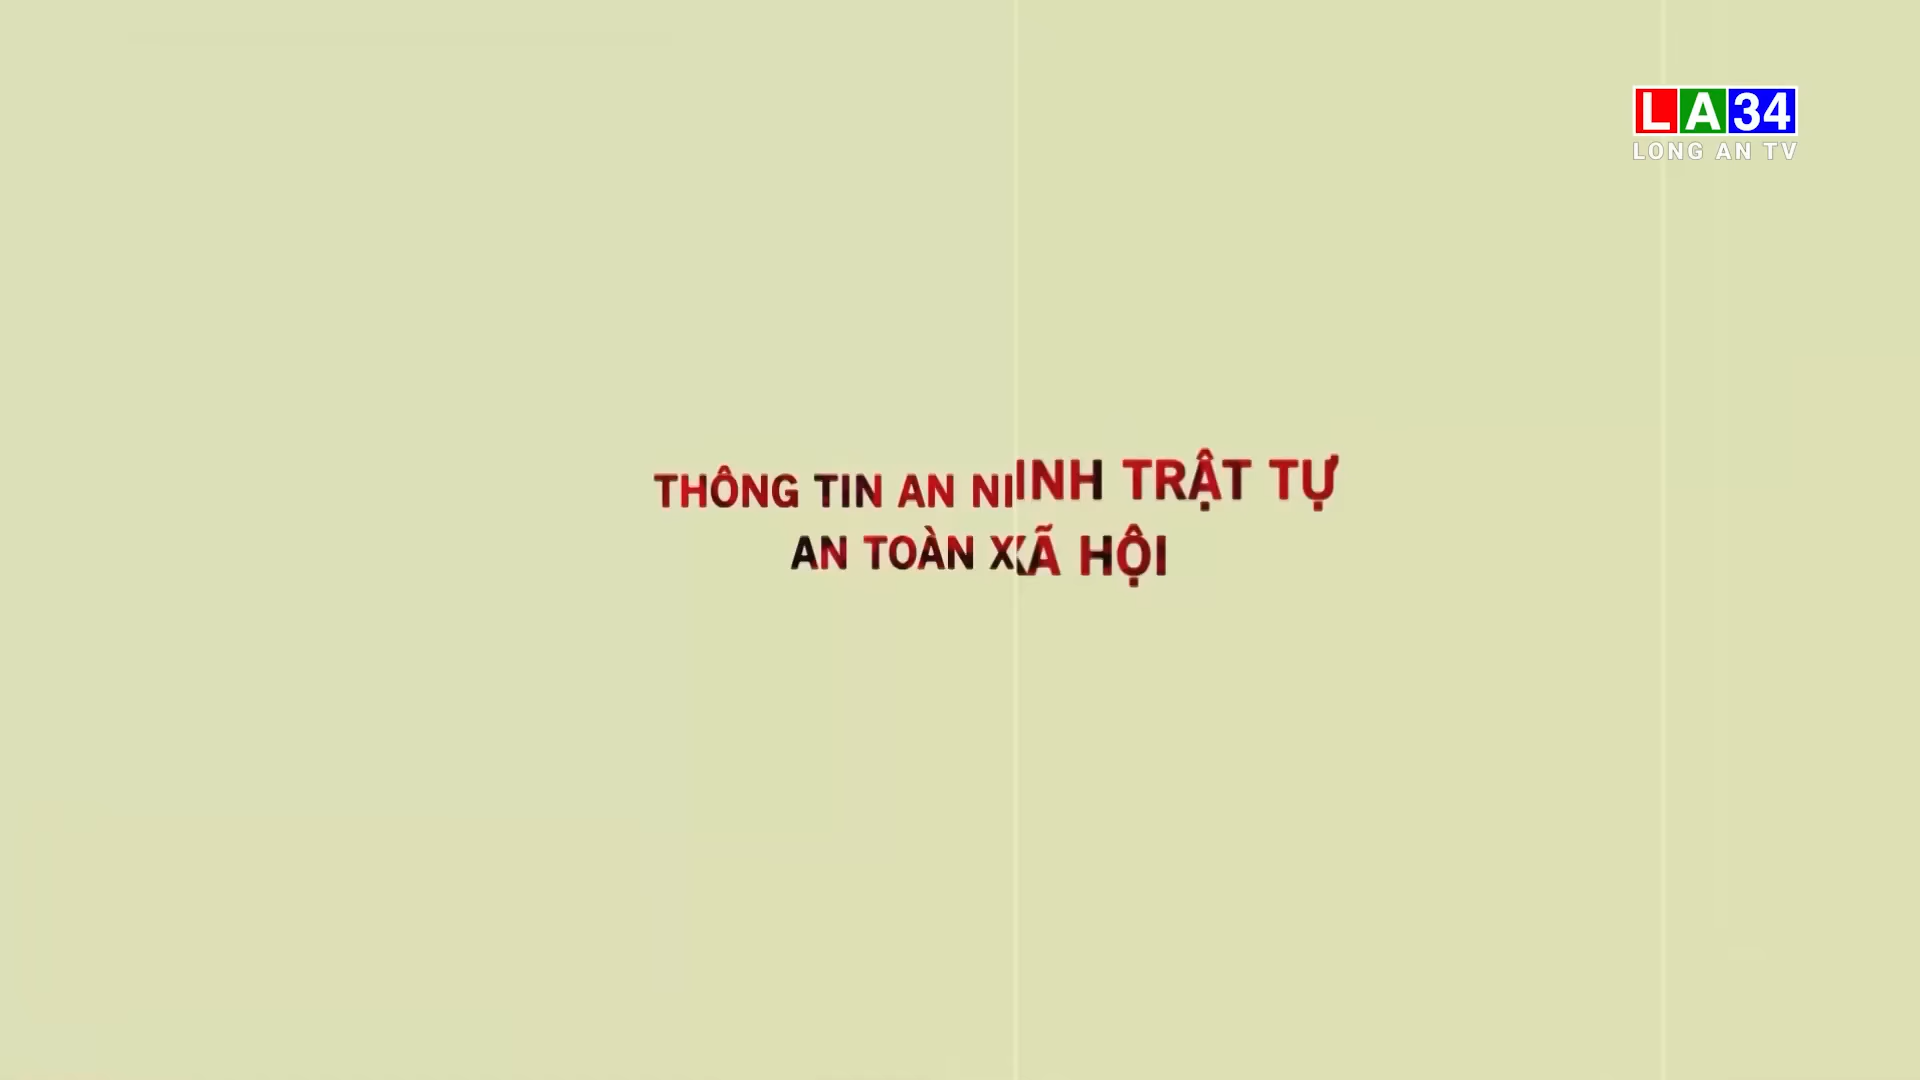 LA34
LONG AN TV
THÔNG TIN AN NINH TRẬT TỰ
AN TOÀN XÃ HỘI